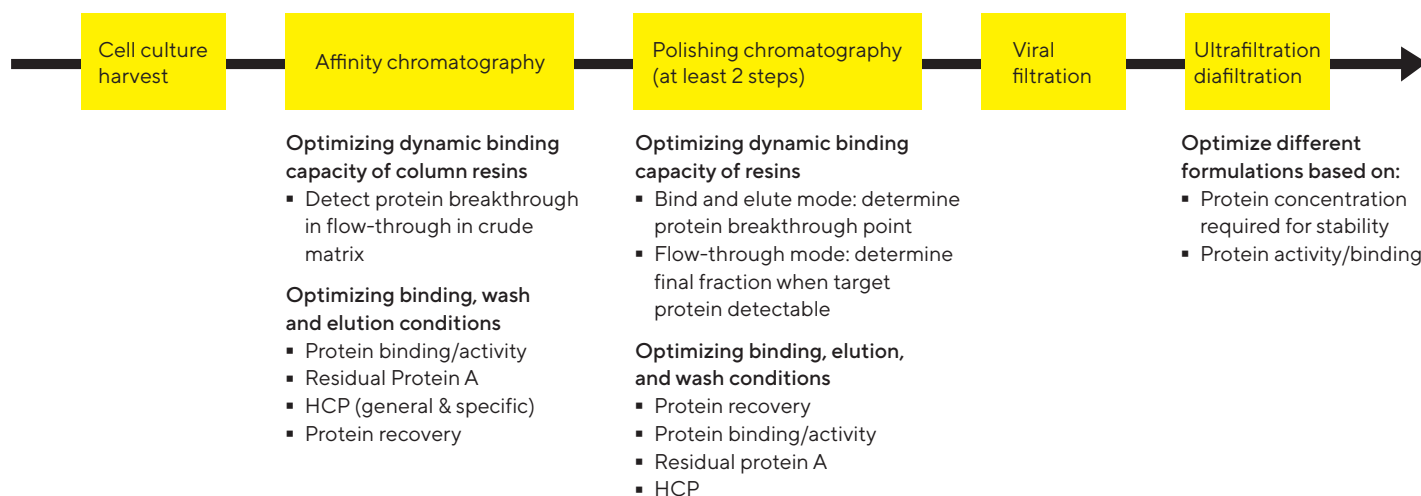 Cell culture
harvest
Affinity chromatography
Polishing chromatography
(at least 2 steps)
Viral
filtration
Ultrafiltration
diafiltration
Optimizing dynamic binding
capacity of column resins
▪ Detect protein breakthrough
in flow-through in crude
matrix
Optimizing binding, wash
and elution conditions
▪ Protein binding/activity
▪ Residual Protein A
▪ HCP (general & specific)
▪ Protein recovery
Optimizing dynamic binding
capacity of resins
▪ Bind and elute mode: determine
protein breakthrough point
▪ Flow-through mode: determine
final fraction when target
protein detectable
Optimizing binding, elution,
and wash conditions
▪ Protein recovery
▪ Protein binding/activity
▪ Residual protein A
▪ HCP
Optimize different
formulations based on:
▪ Protein concentration
required for stability
▪ Protein activity/binding